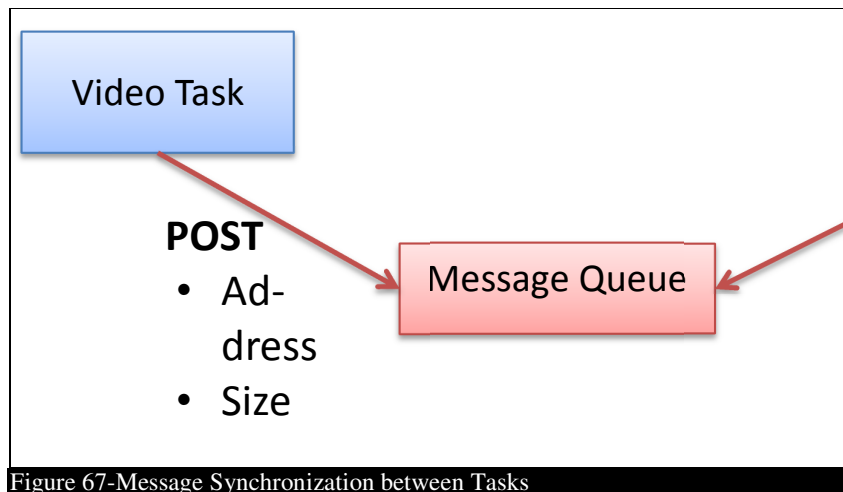 Video Task
POST
• Ad-
dress
• Size
Message Queue
Figure 67-Message Synchronization between Tasks